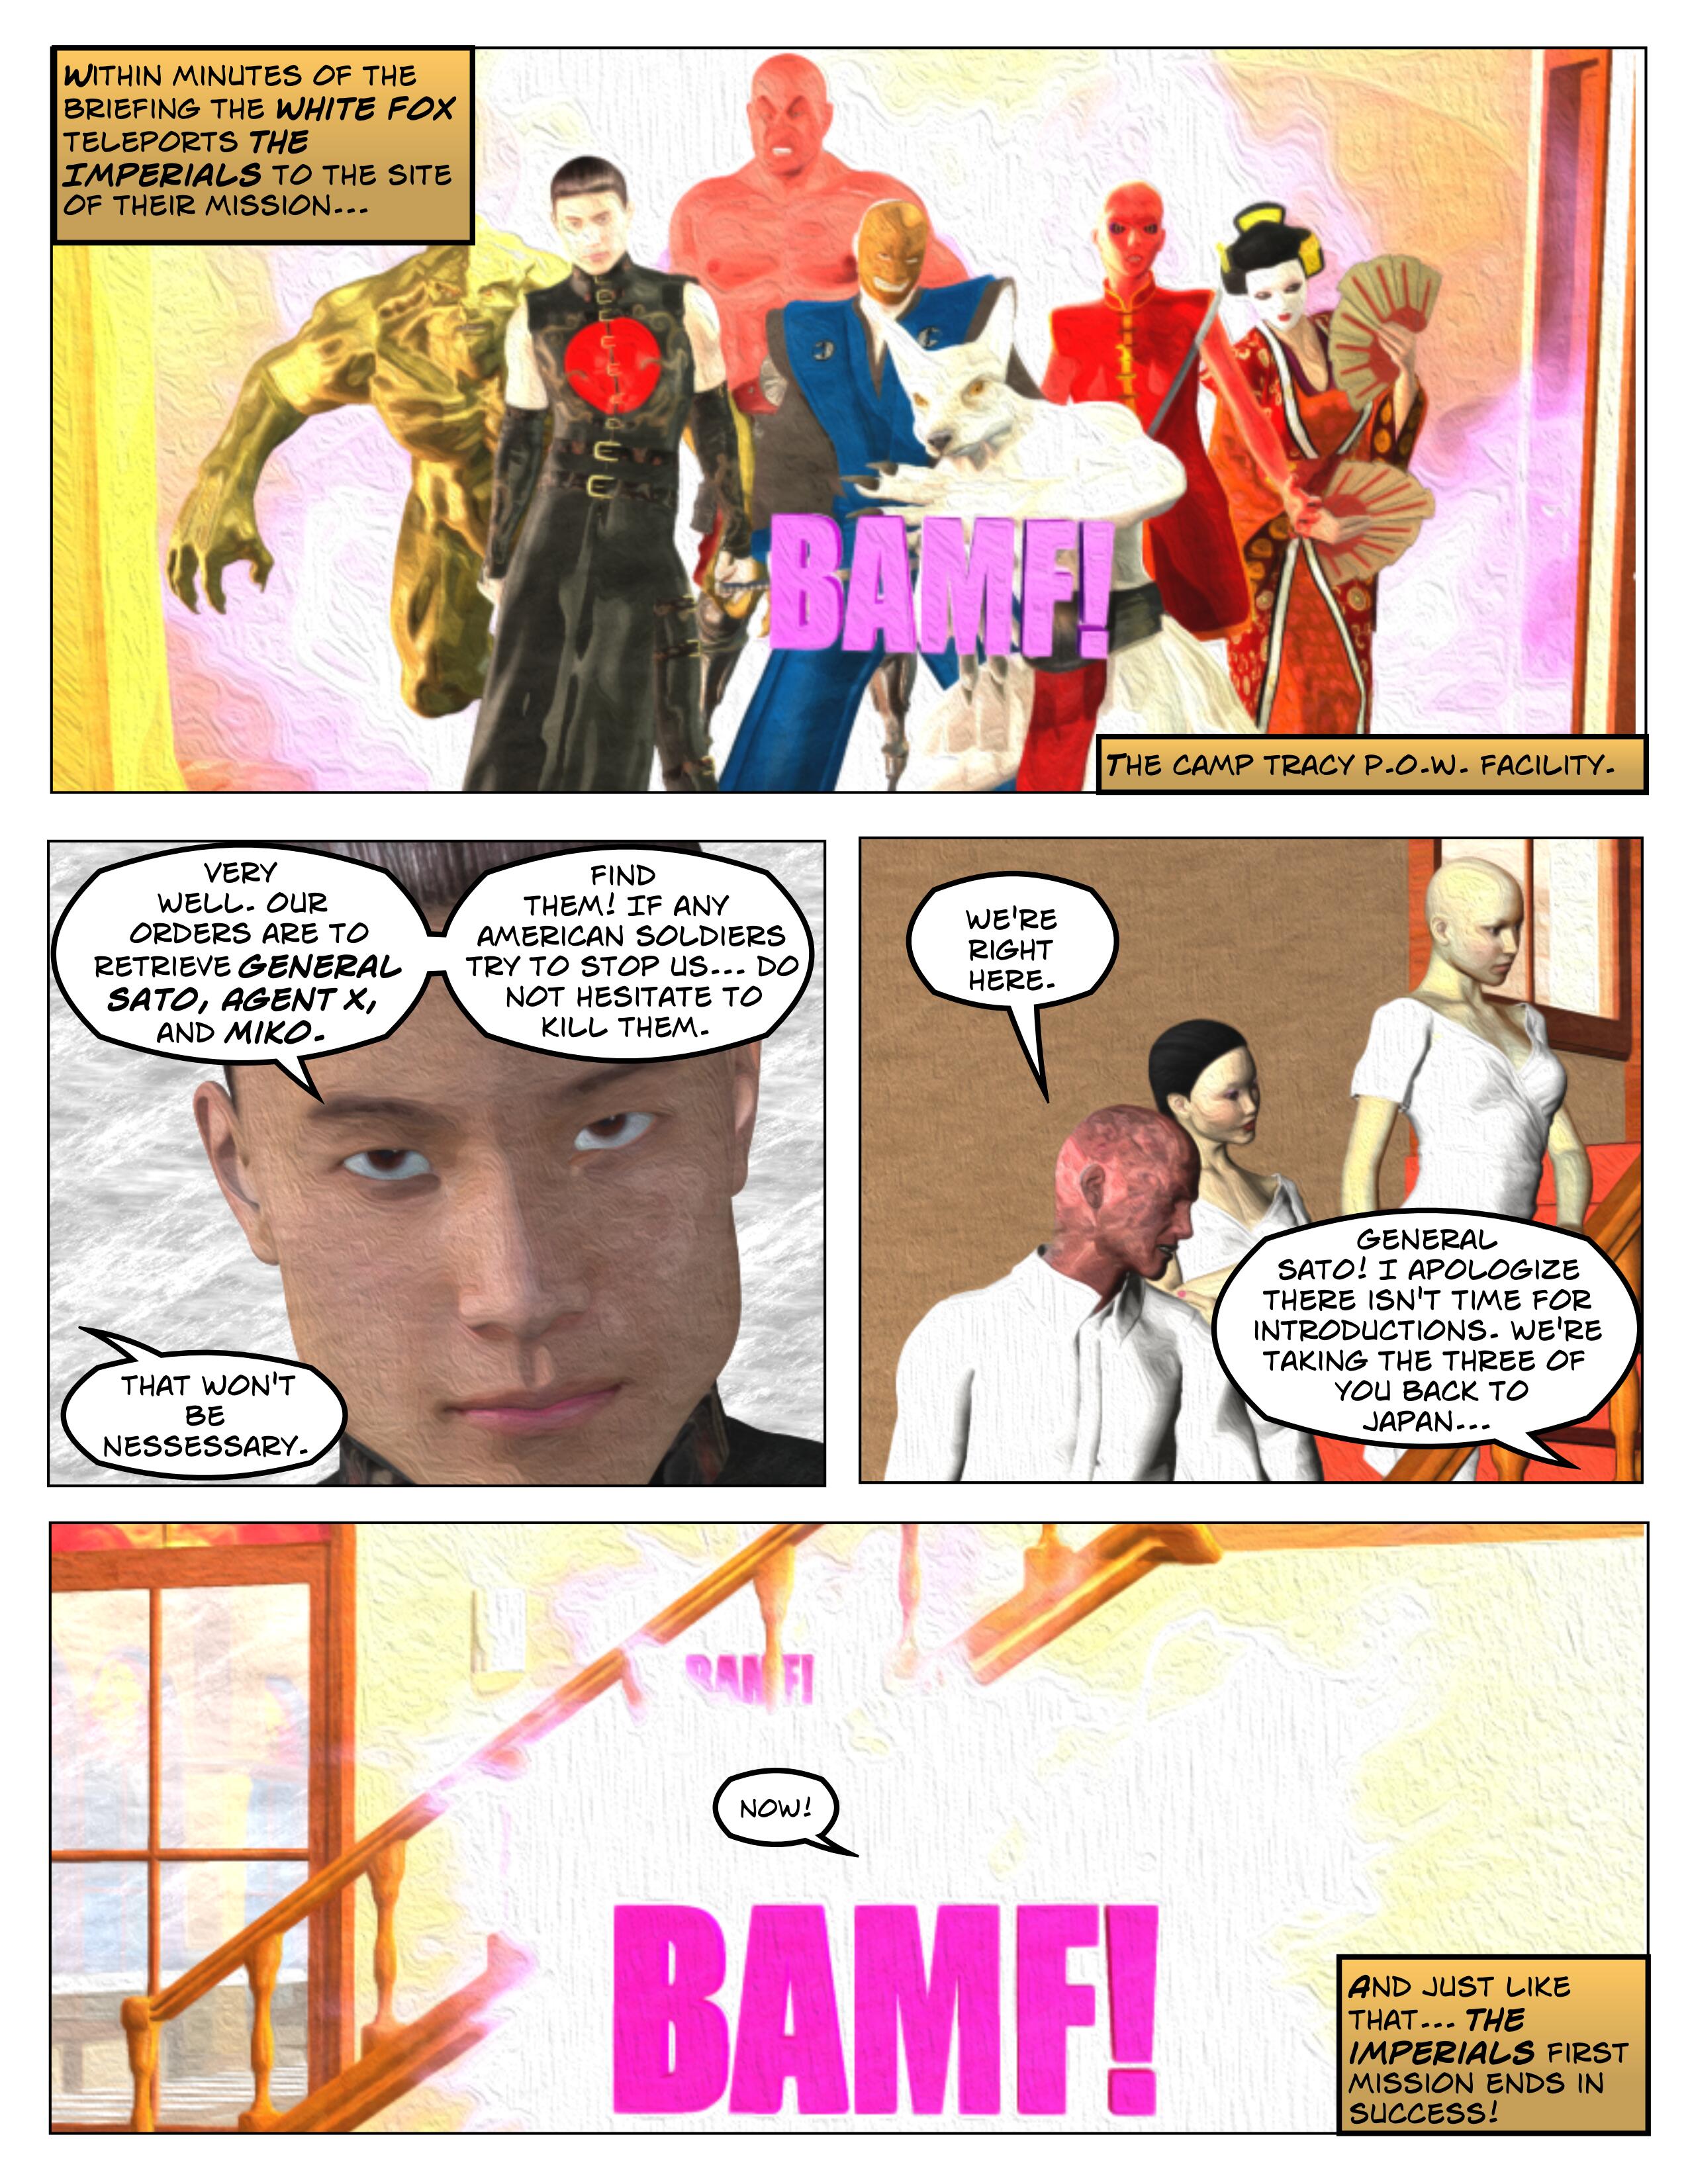 WITHIN MINUTES OF THE
BRIEFING THE WHITE FOX
TELEPORTS THE
IMPERIALS TO THE SITE
OF THEIR MISSION...
BAMF!
THE CAMP TRACY P.O.W. FACILITY.
VERY
WELL. OUR
ORDERS ARE TO
RETRIEVE GENERAL
SATO, AGENT X,
AND MIKO.
FIND
THEM! IF ANY
AMERICAN SOLDIERS
TRY TO STOP US... DO
NOT HESITATE TO
KILL THEM.
THAT WON'T
BE
NESSESSARY.
WE'RE
RIGHT
HERE.
GENERAL
SATO! I APOLOGIZE
THERE ISN'T TIME FOR
INTRODUCTIONS. WE'RE
TAKING THE THREE OF
YOU BACK TO
JAPAN...
BAMF!
NOW!
BAMF!
AND JUST LIKE
THAT... THE
IMPERIALS FIRST
MISSION ENDS IN
SUCCESS!